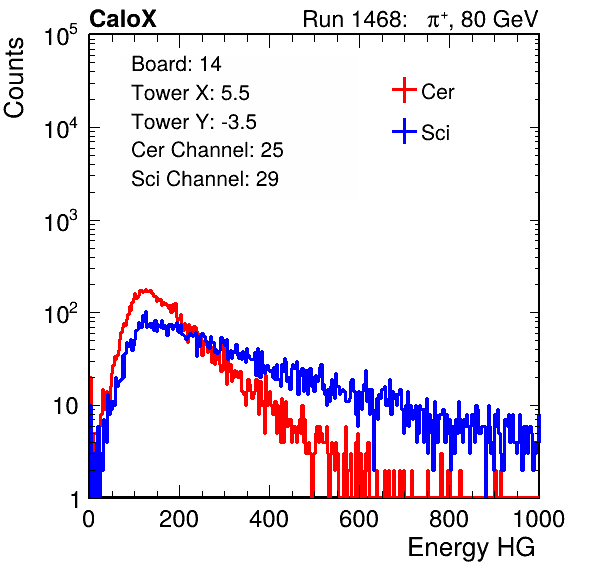 CaloX Run 1468: π⁺, 80 GeV
Counts
Board: 14
Tower X: 5.5
Tower Y: -3.5
Cer Channel: 25
Sci Channel: 29
Cer
Sci
10⁵
10⁴
10³
10²
10
1
0 200 400 600 800 1000
Energy HG